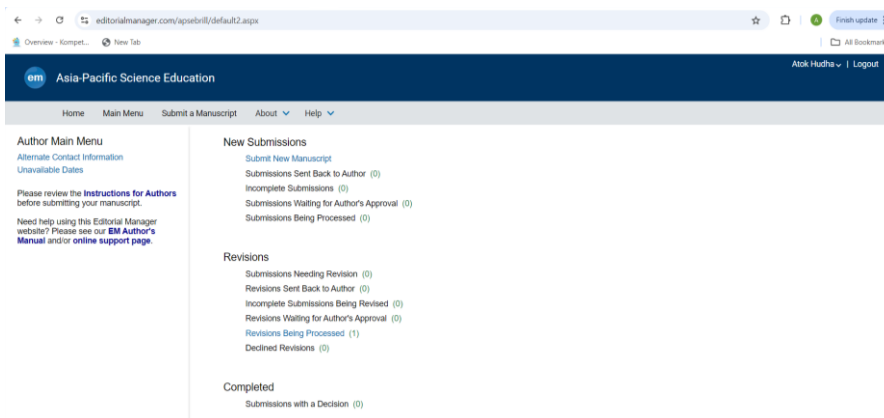 editorialmanager.com/apsebrill/default2.aspx
A
Finish update
Overview - Kompet...
New Tab
All Bookmark
em
Asia-Pacific Science Education
Atok Hudha | Logout
Home
Main Menu
Submit a Manuscript
About
Help
Author Main Menu
Alternate Contact Information
Unavailable Dates
Please review the Instructions for Authors
before submitting your manuscript.
Need help using this Editorial Manager
website? Please see our EM Author's
Manual and/or online support page.
New Submissions
Submit New Manuscript
Submissions Sent Back to Author (0)
Incomplete Submissions (0)
Submissions Waiting for Author's Approval (0)
Submissions Being Processed (0)
Revisions
Submissions Needing Revision (0)
Revisions Sent Back to Author (0)
Incomplete Submissions Being Revised (0)
Revisions Waiting for Author's Approval (0)
Revisions Being Processed (1)
Declined Revisions (0)
Completed
Submissions with a Decision (0)